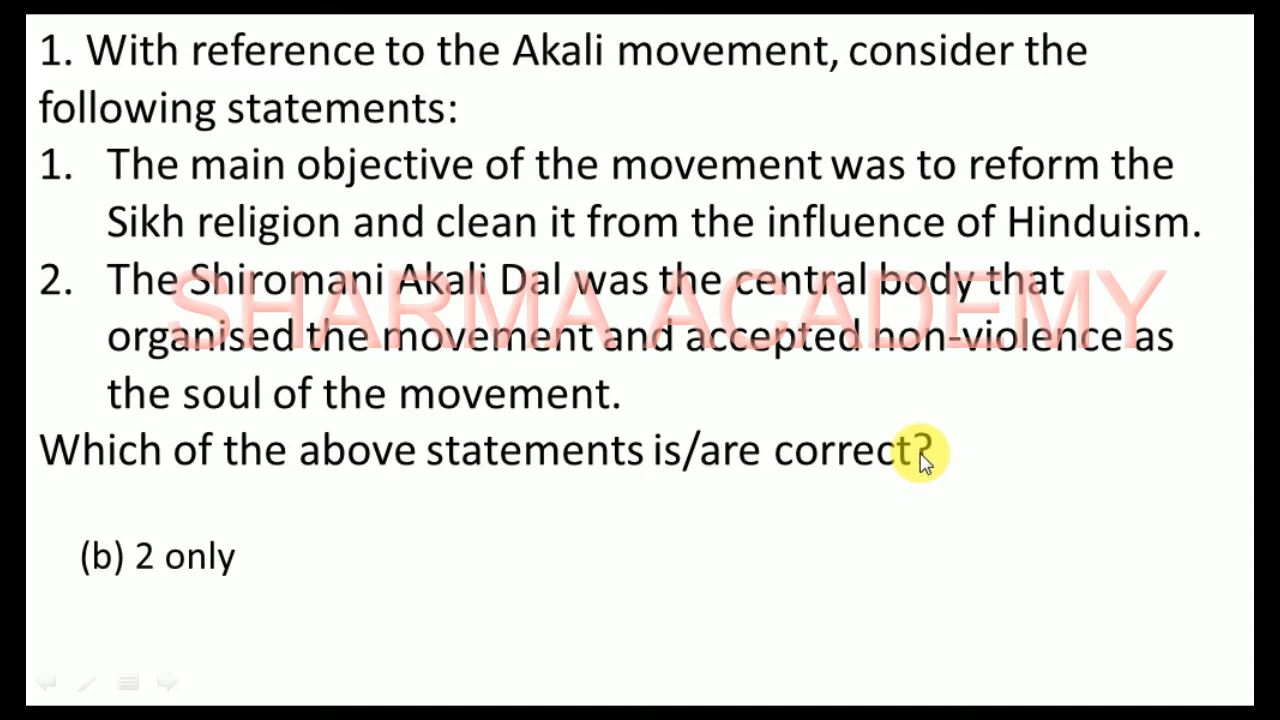 1. With reference to the Akali movement, consider the
following statements:
1. The main objective of the movement was to reform the
Sikh religion and clean it from the influence of Hinduism.
2. The Shiromani Akali Dal was the central body that
SHARMA ACADEMY
organised the movement and accepted non-violence as
the soul of the movement.
Which of the above statements is/are correct?
(b) 2 only